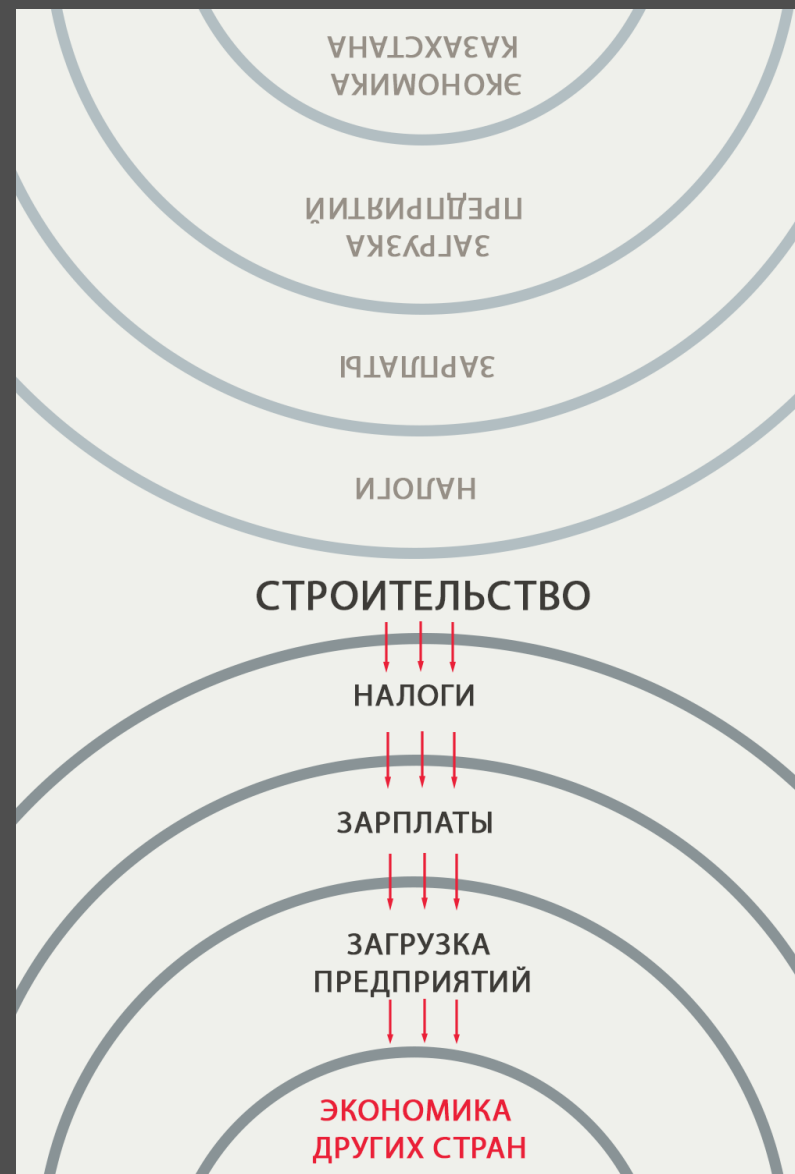 ЭКОНОМИКА
КАЗАХСТАНА
ЗАГРУЗКА
ПРЕДПРИЯТИЙ
ЗАРПЛАТЫ
НАЛОГИ
СТРОИТЕЛЬСТВО
НАЛОГИ
ЗАРПЛАТЫ
ЗАГРУЗКА
ПРЕДПРИЯТИЙ
ЭКОНОМИКА
ДРУГИХ СТРАН